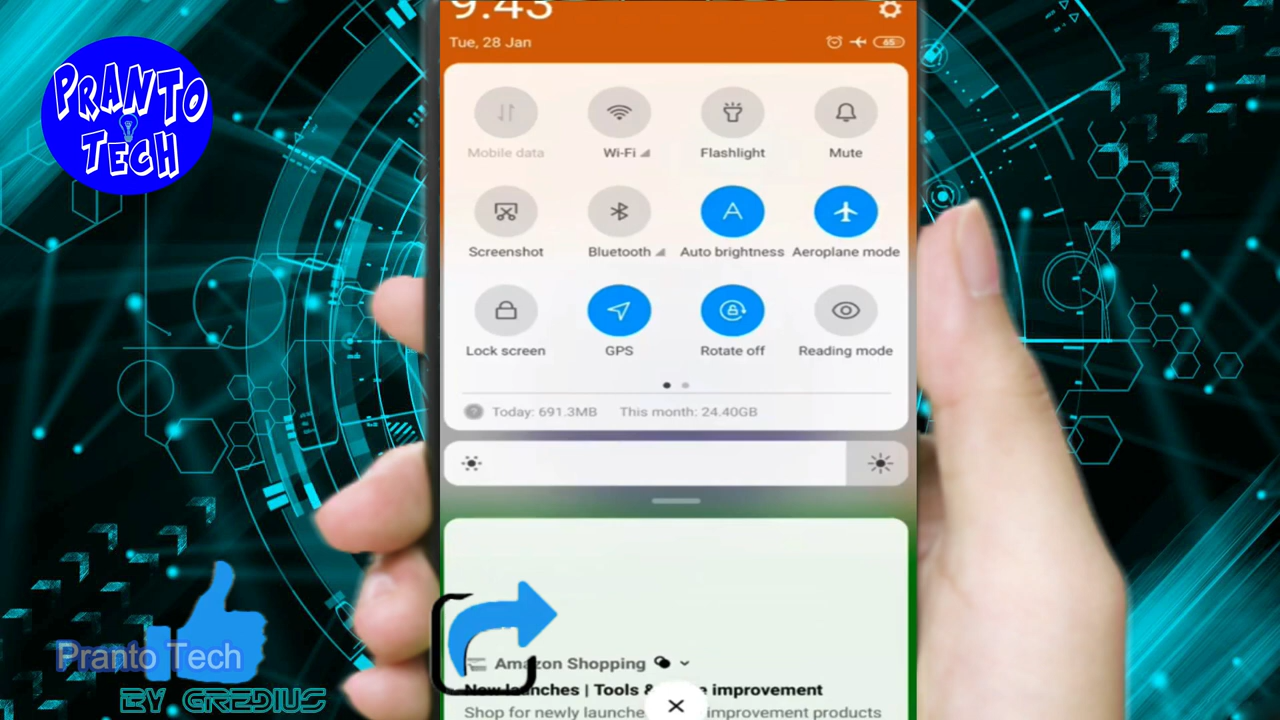 9:43
Tue, 28 Jan
65
PRANTO
TECH
Mobile data
Wi-Fi
Flashlight
Mute
Screenshot
Bluetooth
Auto brightness
Aeroplane mode
Lock screen
GPS
Rotate off
Reading mode
Today: 691.3MB
This month: 24.40GB
Amazon Shopping
New launches | Tools & improvement
Shop for newly launche improvement products
Pranto Tech
BY GREDIUS